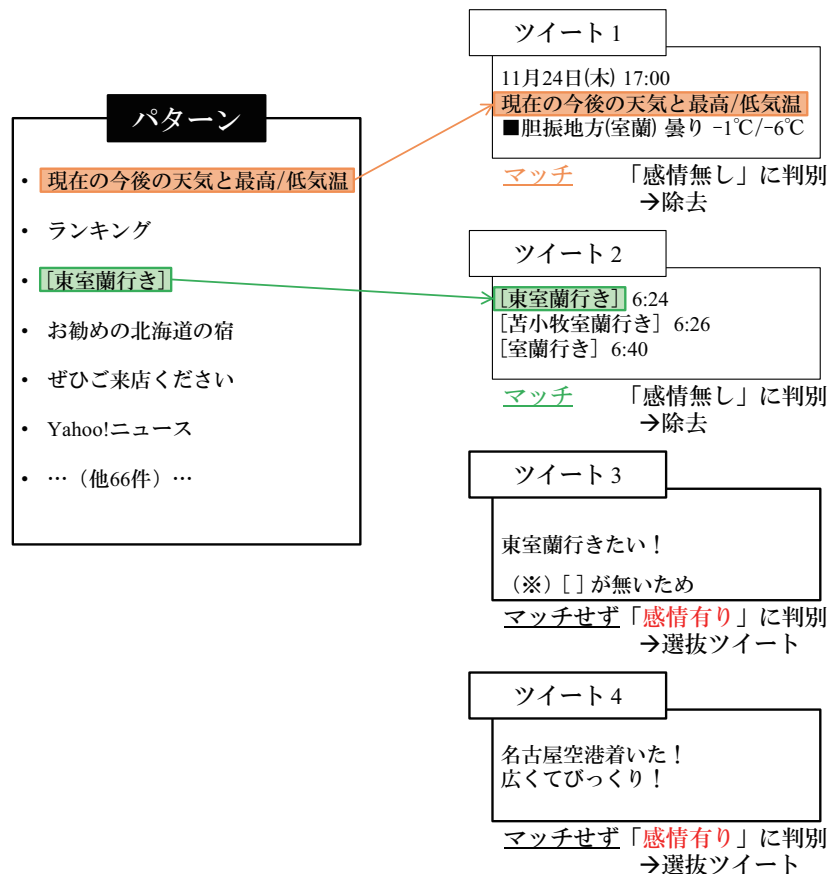 パターン
• 現在の今後の天気と最高/低気温
• ランキング
• [東室蘭行き]
• お勧めの北海道の宿
• ぜひご来店ください
• Yahoo!ニュース
• …（他66件）…
ツイート 1
11月24日(木) 17:00
現在の今後の天気と最高/低気温
■胆振地方(室蘭) 曇り -1℃/-6℃
マッチ 「感情無し」に判別
→除去
ツイート 2
[東室蘭行き] 6:24
[苫小牧室蘭行き] 6:26
[室蘭行き] 6:40
マッチ 「感情無し」に判別
→除去
ツイート 3
東室蘭行きたい！
（※）[ ] が無いため
マッチせず「感情有り」に判別
→選抜ツイート
ツイート 4
名古屋空港着いた！
広くてびっくり！
マッチせず「感情有り」に判別
→選抜ツイート